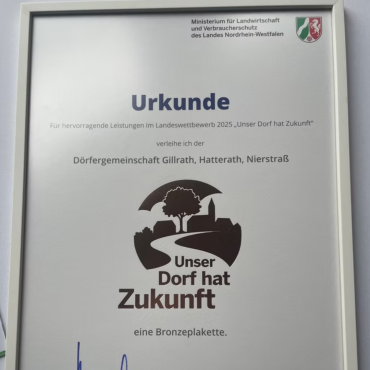 Ministerium für Landwirtschaft
und Verbraucherschutz
des Landes Nordrhein-Westfalen
Urkunde
Für hervorragende Leistungen im Landeswettbewerb 2025 „Unser Dorf hat Zukunft“
verleihe ich der
Dörfergemeinschaft Gillrath, Hatterath, Nierstraß
Unser
Dorf hat
Zukunft
eine Bronzeplakette.